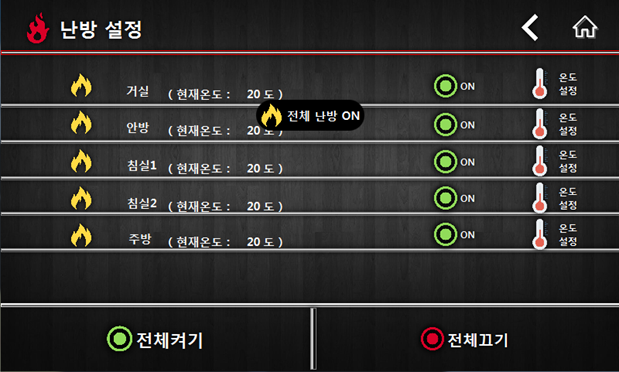 난방 설정
거실 ( 현재온도 : 20 도 ) ON 온도 설정
전체 난방 ON
안방 ( 현재온도 : 20 도 ) ON 온도 설정
침실1 ( 현재온도 : 20 도 ) ON 온도 설정
침실2 ( 현재온도 : 20 도 ) ON 온도 설정
주방 ( 현재온도 : 20 도 ) ON 온도 설정
전체켜기 전체끄기